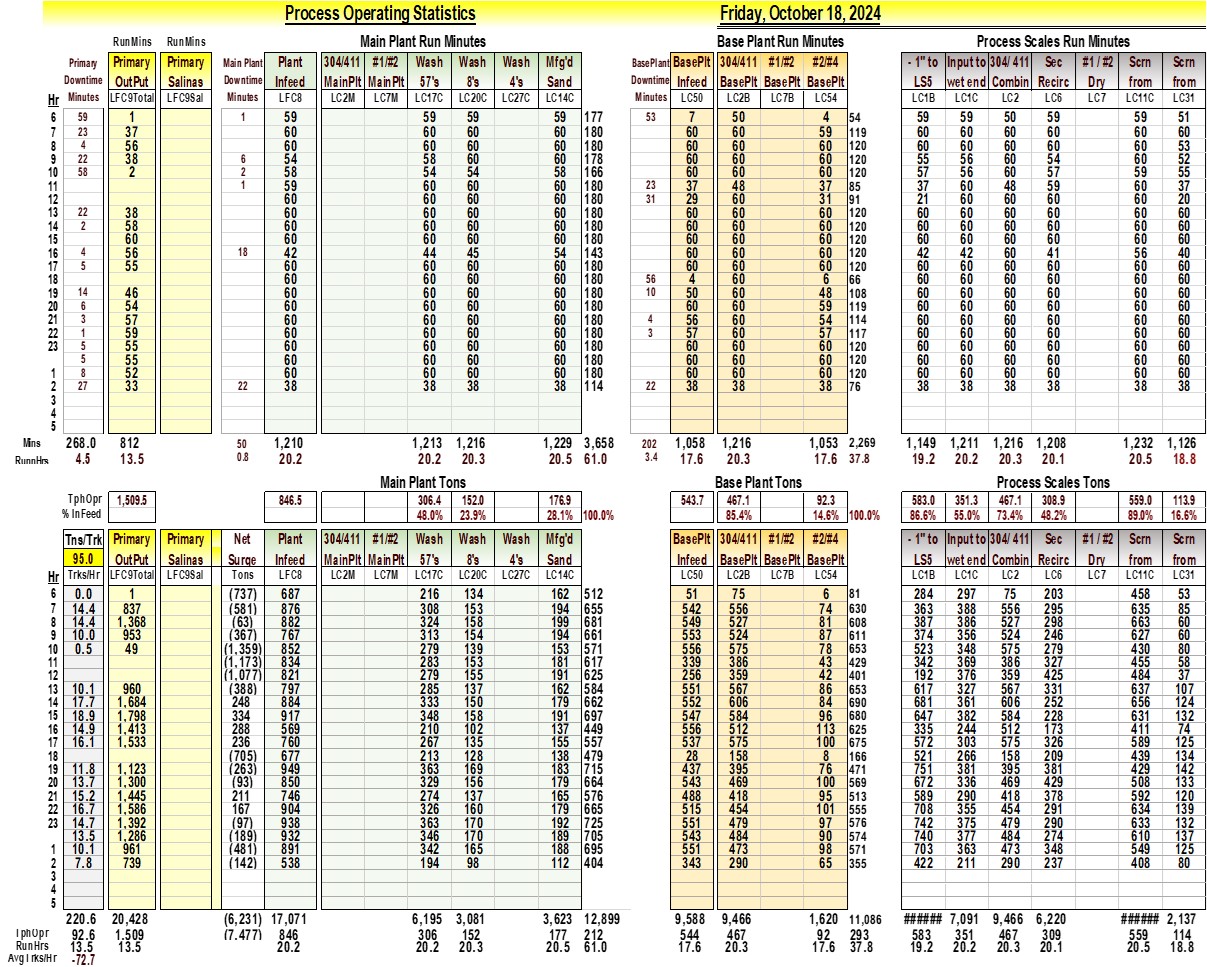 Process Operating Statistics Friday, October 18, 2024
RunMins RunMins Main Plant Run Minutes Base Plant Run Minutes Process Scales Run Minutes
Primary Primary Primary Main Plant Plant 304/411 #1/#2 Wash Wash Wash Mfg'd BasePlant BasePlt 304/411 #1/#2 #2/#4 - 1" to Input to 304/ 411 Sec #1 / #2 Scrn Scrn
Downtime OutPut Salinas Downtime Infeed MainPlt MainPlt 57's 8's 4's Sand Downtime Infeed BasePlt BasePlt BasePlt LS5 wet end Combin Recirc Dry from from
Hr Minutes LFC9Total LFC9Sal Minutes LFC8 LC2M LC7M LC17C LC20C LC27C LC14C Minutes LC50 LC2B LC7B LC54 LC1B LC1C LC2 LC6 LC7 LC11C LC31
6 59 1 1 59 59 59 59 177 53 7 50 4 54 59 59 50 59 59 51
7 23 37 60 60 60 60 180 60 60 59 119 60 60 60 60 60 60
8 4 56 60 60 60 60 180 60 60 60 120 60 60 60 60 60 53
9 22 38 6 54 58 60 60 178 60 60 60 120 55 56 60 54 60 52
10 58 2 2 58 54 54 58 166 60 60 60 120 57 56 60 57 59 55
11 1 59 60 60 60 180 23 37 48 37 85 37 60 48 59 60 37
12 60 60 60 60 180 31 29 60 31 91 21 60 60 60 60 20
13 22 38 60 60 60 60 180 60 60 60 120 60 60 60 60 60 60
14 2 58 60 60 60 60 180 60 60 60 120 60 60 60 60 60 60
15 60 60 60 60 60 180 60 60 60 120 60 60 60 60 60 60
16 4 56 18 42 44 45 54 143 60 60 60 120 42 42 60 41 56 40
17 5 55 60 60 60 60 180 60 60 60 120 60 60 60 60 60 60
18 60 60 60 60 180 56 4 60 6 66 60 60 60 60 60 60
19 14 46 60 60 60 60 180 10 50 60 48 108 60 60 60 60 60 60
20 6 54 60 60 60 60 180 60 60 59 119 60 60 60 60 60 60
21 3 57 60 60 60 60 180 4 56 60 54 114 60 60 60 60 60 60
22 1 59 60 60 60 60 180 3 57 60 57 117 60 60 60 60 60 60
23 5 55 60 60 60 60 180 60 60 60 120 60 60 60 60 60 60
5 55 60 60 60 60 180 60 60 60 120 60 60 60 60 60 60
1 8 52 60 60 60 60 180 60 60 60 120 60 60 60 60 60 60
2 27 33 22 38 38 38 38 114 22 38 38 38 76 38 38 38 38 38 38
3
4
5
Mins 268.0 812 50 1,210 1,213 1,216 1,229 3,658 202 1,058 1,216 1,053 2,269 1,149 1,211 1,216 1,208 1,232 1,126
RunnHrs 4.5 13.5 0.8 20.2 20.2 20.3 20.5 61.0 3.4 17.6 20.3 17.6 37.8 19.2 20.2 20.3 20.1 20.5 18.8
Main Plant Tons Base Plant Tons Process Scales Tons
TphOpr 1,509.5 846.5 306.4 152.0 176.9 543.7 467.1 92.3 583.0 351.3 467.1 308.9 559.0 113.9
% InFeed 48.0% 23.9% 28.1% 100.0% 85.4% 14.6% 100.0% 86.6% 55.0% 73.4% 48.2% 89.0% 16.6%
Tns/Trk Primary Primary Net Plant 304/411 #1/#2 Wash Wash Wash Mfg'd BasePlt 304/411 #1/#2 #2/#4 - 1" to Input to 304/ 411 Sec #1 / #2 Scrn Scrn
95.0 OutPut Salinas Surge Infeed MainPlt MainPlt 57's 8's 4's Sand Infeed BasePlt BasePlt BasePlt LS5 wet end Combin Recirc Dry from from
Hr Trks/Hr LFC9Total LFC9Sal Tons LFC8 LC2M LC7M LC17C LC20C LC27C LC14C LC50 LC2B LC7B LC54 LC1B LC1C LC2 LC6 LC7 LC11C LC31
6 0.0 1 (737) 687 216 134 162 512 51 75 6 81 284 297 75 203 458 53
7 14.4 837 (581) 876 308 153 194 655 542 556 74 630 363 388 556 295 635 85
8 14.4 1,368 (63) 882 324 158 199 681 549 527 81 608 387 386 527 298 663 60
9 10.0 953 (367) 767 313 154 194 661 553 524 87 611 374 356 524 246 627 60
10 0.5 49 (1,359) 852 279 139 153 571 556 575 78 653 523 348 575 279 430 80
11 (1,173) 834 283 153 181 617 339 386 43 429 342 369 386 327 455 58
12 (1,077) 821 279 155 191 625 256 359 42 401 192 376 359 425 484 37
13 10.1 960 (388) 797 285 137 162 584 551 567 86 653 617 327 567 331 637 107
14 17.7 1,684 248 884 333 150 179 662 552 606 84 690 681 361 606 252 656 124
15 18.9 1,798 334 917 348 158 191 697 547 584 96 680 647 382 584 228 631 132
16 14.9 1,413 288 569 210 102 137 449 556 512 113 625 335 244 512 173 411 74
17 16.1 1,533 236 760 267 135 155 557 537 575 100 675 572 303 575 326 589 125
18 (705) 677 213 128 138 479 28 158 8 166 521 266 158 209 439 134
19 11.8 1,123 (263) 949 363 169 183 715 437 395 76 471 751 381 395 381 429 142
20 13.7 1,300 (93) 850 329 156 179 664 543 469 100 569 672 336 469 429 508 133
21 15.2 1,445 211 746 274 137 165 576 488 418 95 513 589 290 418 378 592 120
22 16.7 1,586 167 904 326 160 179 665 515 454 101 555 708 355 454 291 634 139
23 14.7 1,392 (97) 938 363 170 192 725 551 479 97 576 742 375 479 290 633 132
13.5 1,286 (189) 932 346 170 189 705 543 484 90 574 740 377 484 274 610 137
1 10.1 961 (481) 891 342 165 188 695 551 473 98 571 703 363 473 348 549 125
2 7.8 739 (142) 538 194 98 112 404 343 290 65 355 422 211 290 237 408 80
3
4
5
220.6 20,428 (6,231) 17,071 6,195 3,081 3,623 12,899 9,588 9,466 1,620 11,086 ###### 7,091 9,466 6,220 ###### 2,137
TphOpr 92.6 1,509 (7,477) 846 306 152 177 212 544 467 92 293 583 351 467 309 559 114
RunHrs 13.5 13.5 20.2 20.2 20.3 20.5 61.0 17.6 20.3 17.6 37.8 19.2 20.2 20.3 20.1 20.5 18.8
AvgTrks/Hr -72.7